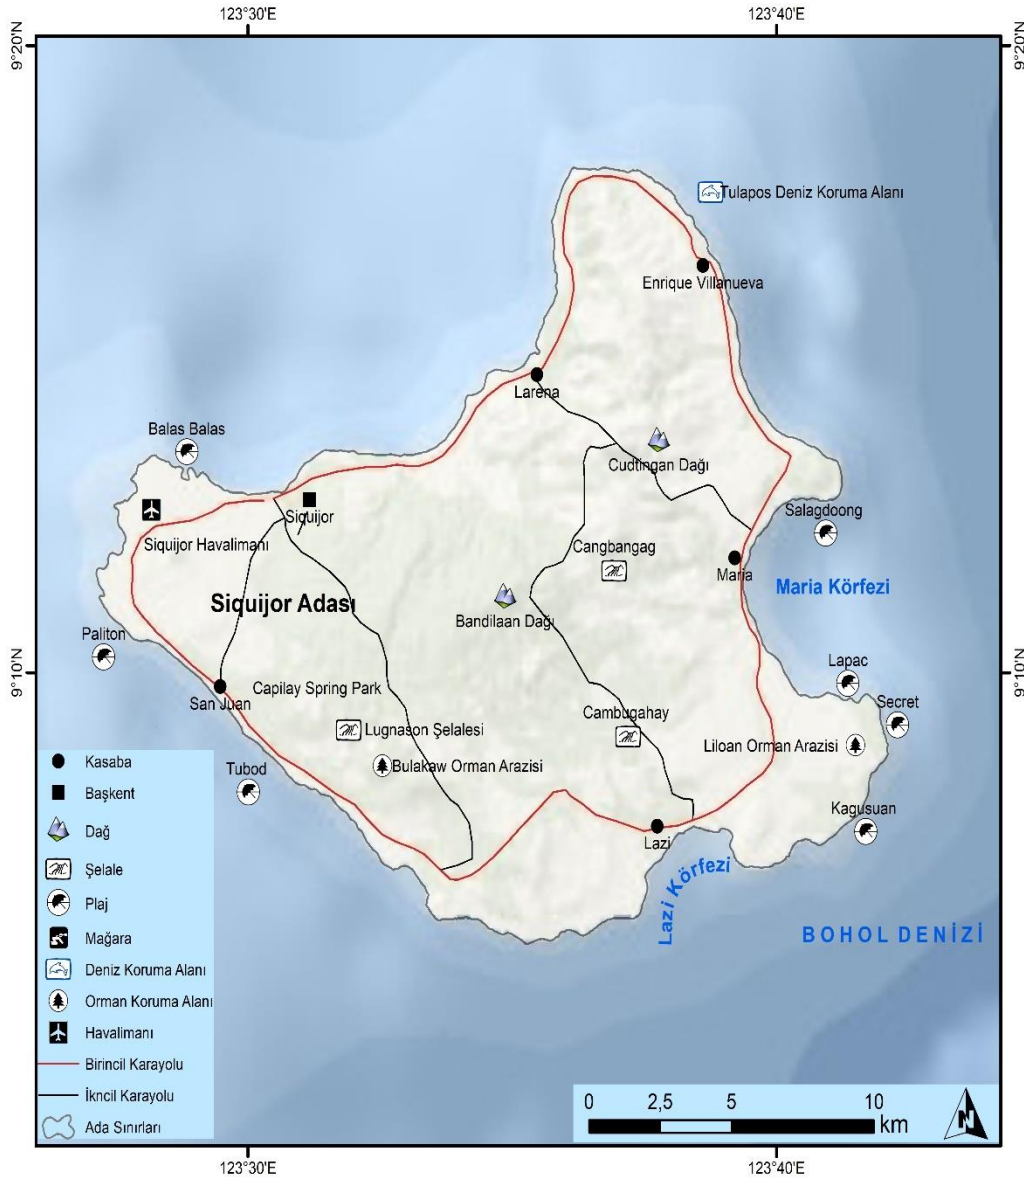 123°30'E
123°40'E
9°20'N
9°20'N
Tulapos Deniz Koruma Alanı
Enrique Villanueva
Larena
Balas Balas
Cudtingan Dağı
Siquijor
Salagdoong
Siquijor Havalimanı
Cangbangag
Maria
Maria Körfezi
Siquijor Adası
Bandilaan Dağı
Paliton
9°10'N
9°10'N
Lapac
Capilay Spring Park
San Juan
Secret
Cambugahay
Lugnason Şelalesi
Liloan Orman Arazisi
Bulakaw Orman Arazisi
Tubod
Kagusuan
Lazi
Lazi Körfezi
BOHOL DENİZİ
Kasaba
Başkent
Dağ
Şelale
Plaj
Mağara
Deniz Koruma Alanı
Orman Koruma Alanı
Havalimanı
Birincil Karayolu
İkncil Karayolu
Ada Sınırları
0 2,5 5 10
km
N
123°30'E
123°40'E